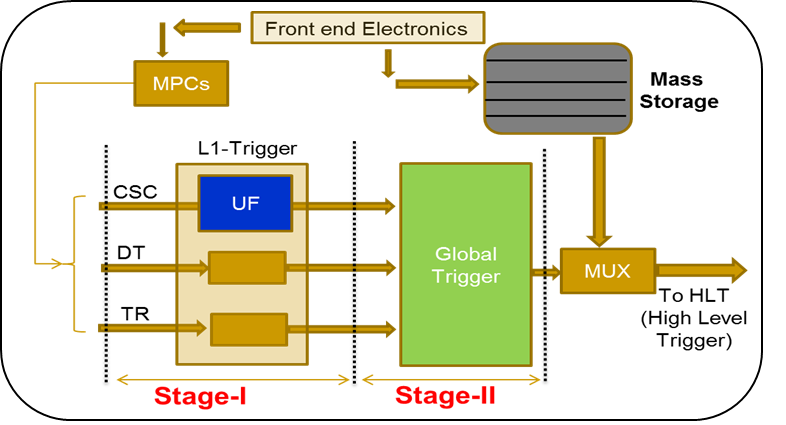 Front end Electronics
MPCs
Mass
Storage
L1-Trigger
CSC
UF
DT
Global
Trigger
MUX
TR
To HLT
(High Level
Trigger)
Stage-I
Stage-II